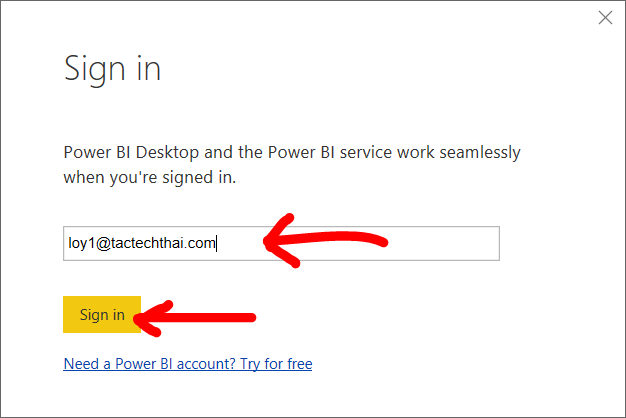 Sign in
Power BI Desktop and the Power BI service work seamlessly
when you're signed in.
loy1@tactechthai.com
Sign in
Need a Power BI account? Try for free